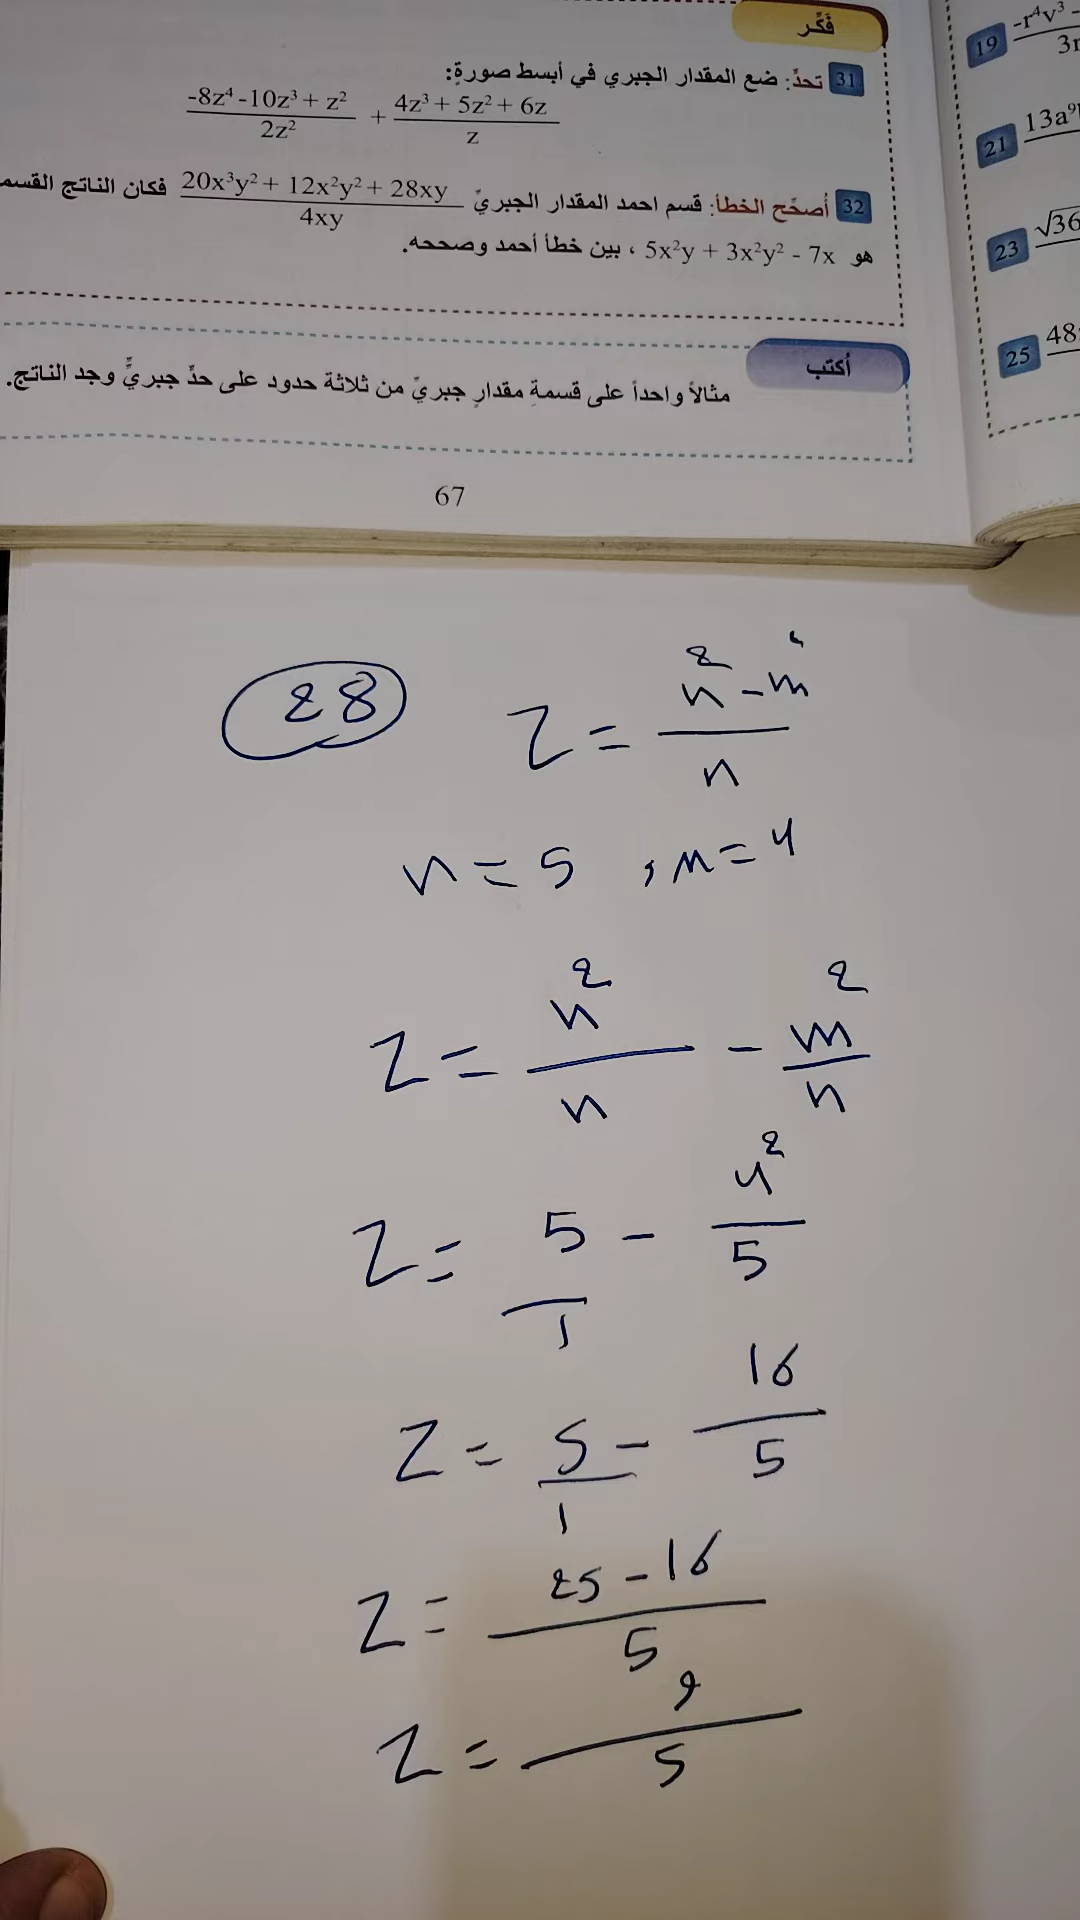 فَكِّر
31 تحدٍّ: ضع المقدار الجبري في أبسط صورةٍ:
(-8z⁴ -10z³ + z²)/(2z²) + (4z³ + 5z² + 6z)/z
32 أُصحِّح الخطأ: قسم احمد المقدار الجبريّ (20x³y² + 12x²y² + 28xy)/(4xy) فكان الناتج القسمة
هو 5x²y + 3x²y² - 7x ، بين خطأ أحمد وصححه.
أكتب
مثالاً واحداً على قسمةِ مقدارٍ جبريّ من ثلاثة حدود على حدٍّ جبريٍّ وجد الناتج.
67
19 -r⁴v³ -
21 13a⁹
23 √36
25 48
28
z = (n² - m²)/n
n = 5 , m = 4
z = n²/n - m²/n
z = 5/1 - 4²/5
z = 5/1 - 16/5
z = (25 - 16)/5
z = 9/5